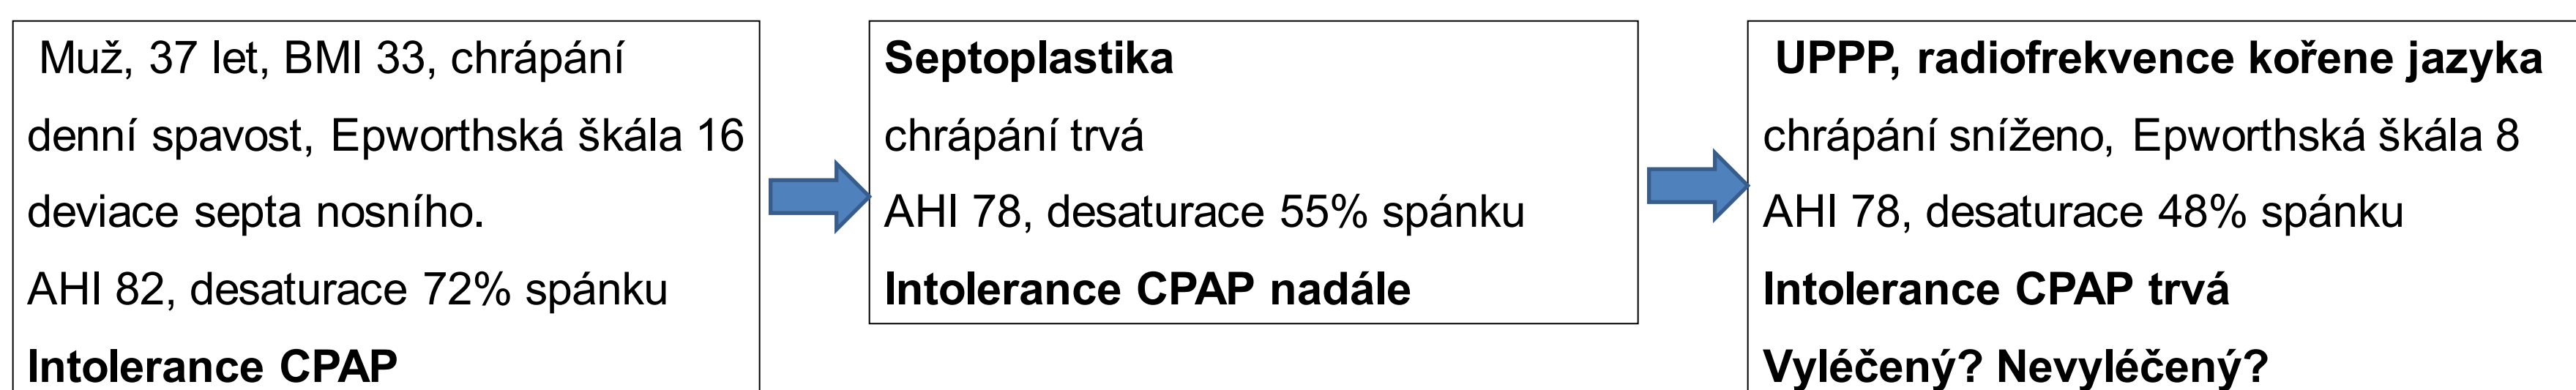 Muž, 37 let, BMI 33, chrápání
denní spavost, Epworthská škála 16
deviace septa nosního.
AHI 82, desaturace 72% spánku
Intolerance CPAP
Septoplastika
chrápání trvá
AHI 78, desaturace 55% spánku
Intolerance CPAP nadále
UPPP, radiofrekvence kořene jazyka
chrápání sníženo, Epworthská škála 8
AHI 78, desaturace 48% spánku
Intolerance CPAP trvá
Vyléčený? Nevyléčený?